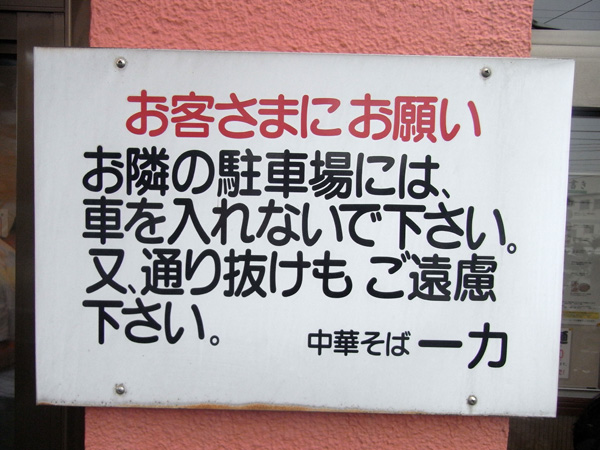 お客さまにお願い
お隣の駐車場には、
車を入れないで下さい。
又、通り抜けも ご遠慮
下さい。
中華そば 一力